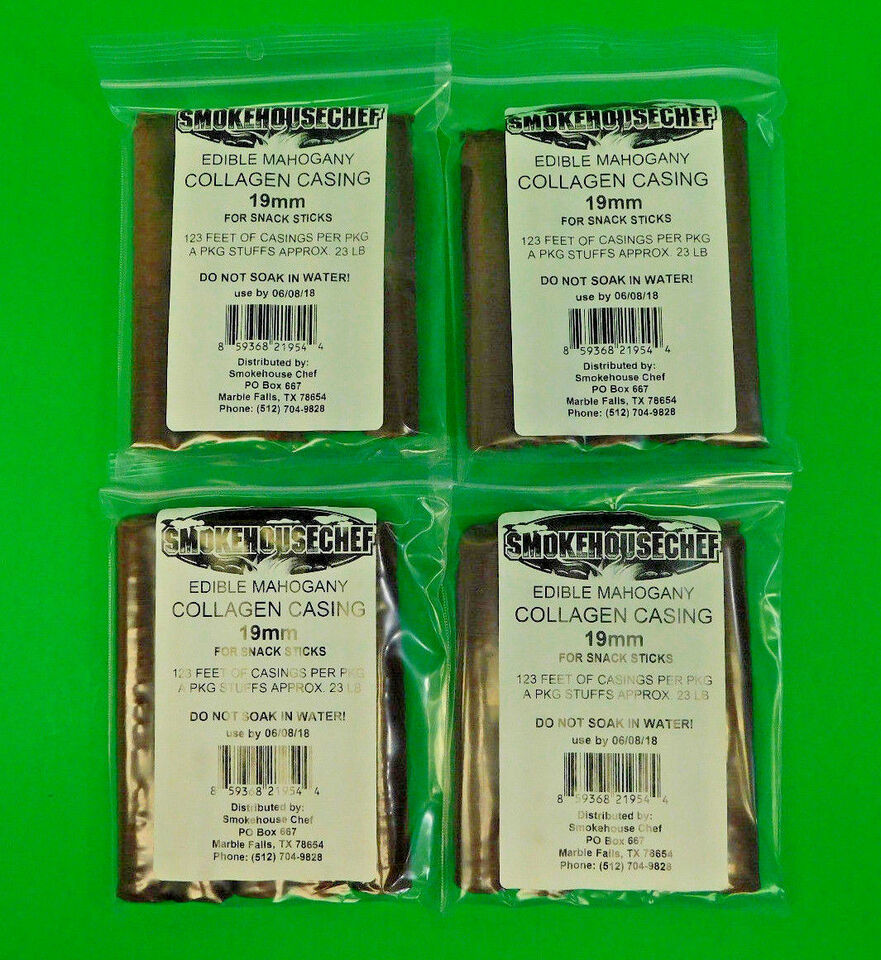 SMOKEHOUSECHEF
EDIBLE MAHOGANY
COLLAGEN CASING
19mm
FOR SNACK STICKS
123 FEET OF CASINGS PER PKG
A PKG STUFFS APPROX. 23 LB
DO NOT SOAK IN WATER!
use by 06/08/18
8 59368 21954 4
Distributed by:
Smokehouse Chef
PO Box 667
Marble Falls, TX 78654
Phone: (512) 704-9828
SMOKEHOUSECHEF
EDIBLE MAHOGANY
COLLAGEN CASING
19mm
FOR SNACK STICKS
123 FEET OF CASINGS PER PKG
A PKG STUFFS APPROX. 23 LB
DO NOT SOAK IN WATER!
use by 06/08/18
8 59368 21954 4
Distributed by:
Smokehouse Chef
PO Box 667
Marble Falls, TX 78654
Phone: (512) 704-9828
SMOKEHOUSECHEF
EDIBLE MAHOGANY
COLLAGEN CASING
19mm
FOR SNACK STICKS
123 FEET OF CASINGS PER PKG
A PKG STUFFS APPROX. 23 LB
DO NOT SOAK IN WATER!
use by 06/08/18
8 59368 21954 4
Distributed by:
Smokehouse Chef
PO Box 667
Marble Falls, TX 78654
Phone: (512) 704-9828
SMOKEHOUSECHEF
EDIBLE MAHOGANY
COLLAGEN CASING
19mm
FOR SNACK STICKS
123 FEET OF CASINGS PER PKG
A PKG STUFFS APPROX. 23 LB
DO NOT SOAK IN WATER!
use by 06/08/18
8 59368 21954 4
Distributed by:
Smokehouse Chef
PO Box 667
Marble Falls, TX 78654
Phone: (512) 704-9828